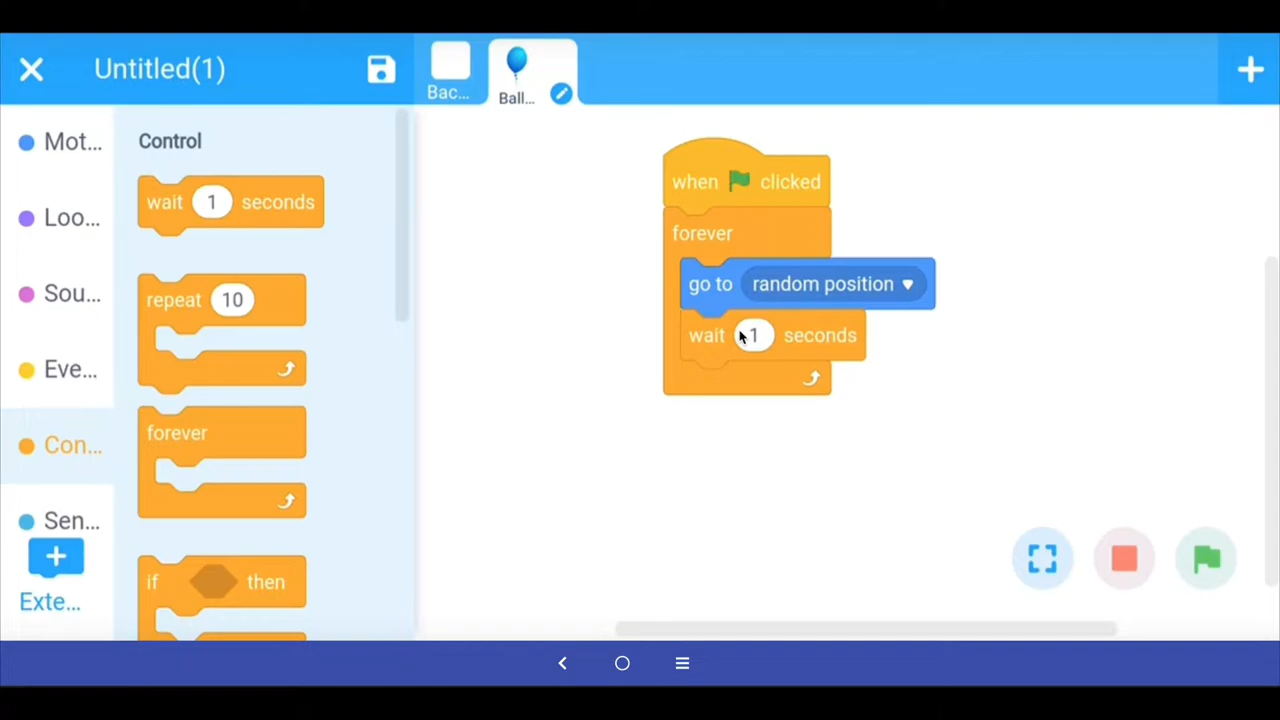 Untitled(1)
Bac...
Ball...
Mot...
Loo...
Sou...
Eve...
Con...
Sen...
Exte...
Control
wait 1 seconds
repeat 10
forever
if then
when clicked
forever
go to random position
wait 1 seconds